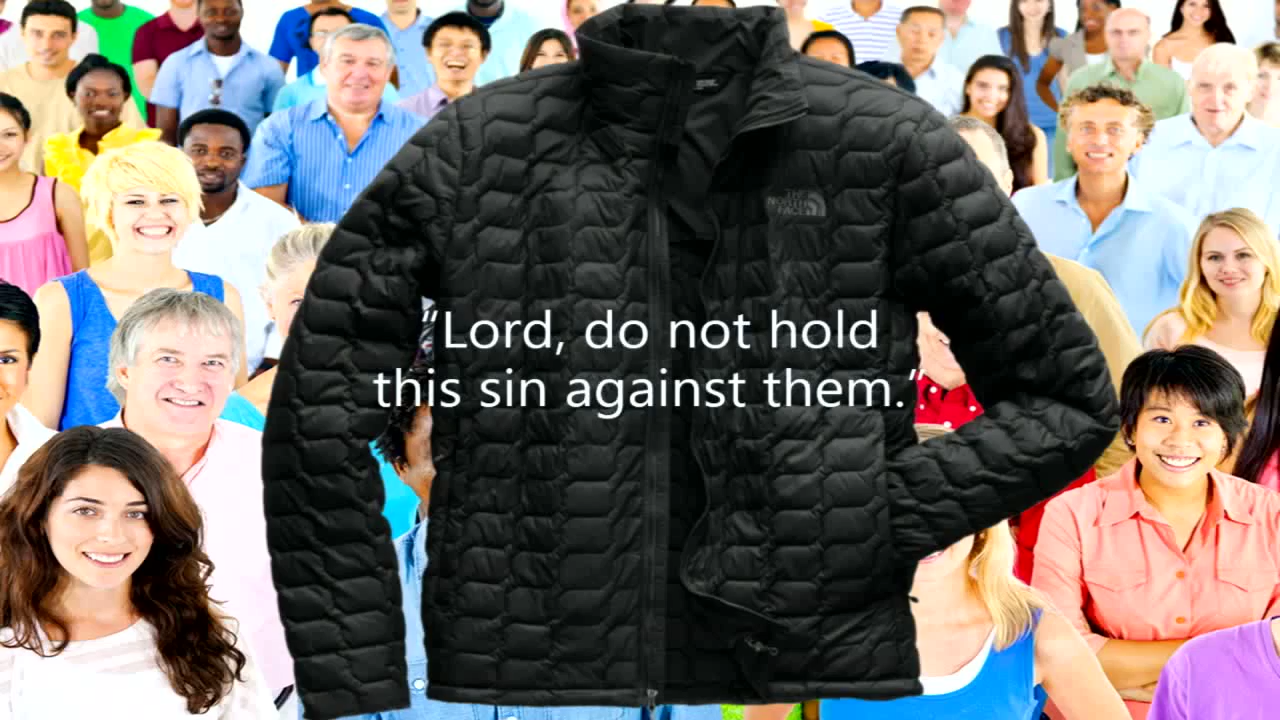 THE
NORTH
FACE
“Lord, do not hold
this sin against them.”